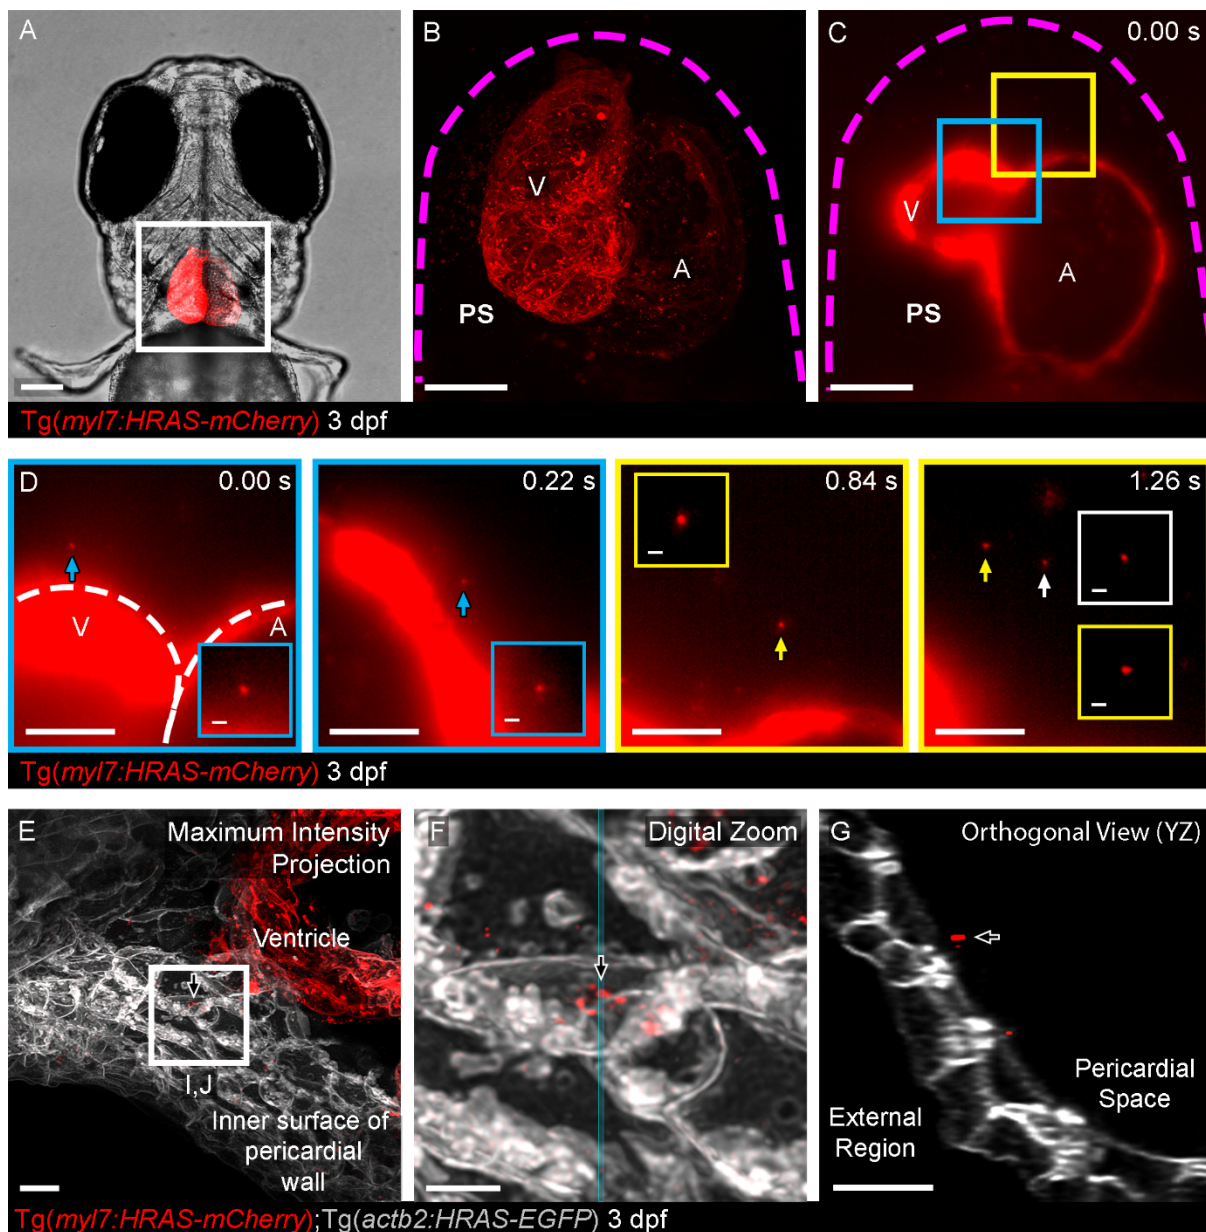 A
B
V
A
PS
C
0.00 s
V
A
PS
Tg(myl7:HRAS-mCherry) 3 dpf
D
0.00 s
V
A
0.22 s
0.84 s
1.26 s
Tg(myl7:HRAS-mCherry) 3 dpf
E
Maximum Intensity
Projection
Ventricle
I,J
Inner surface of
pericardial
wall
F
Digital Zoom
G
Orthogonal View (YZ)
Pericardial
Space
External
Region
Tg(myl7:HRAS-mCherry);Tg(actb2:HRAS-EGFP) 3 dpf